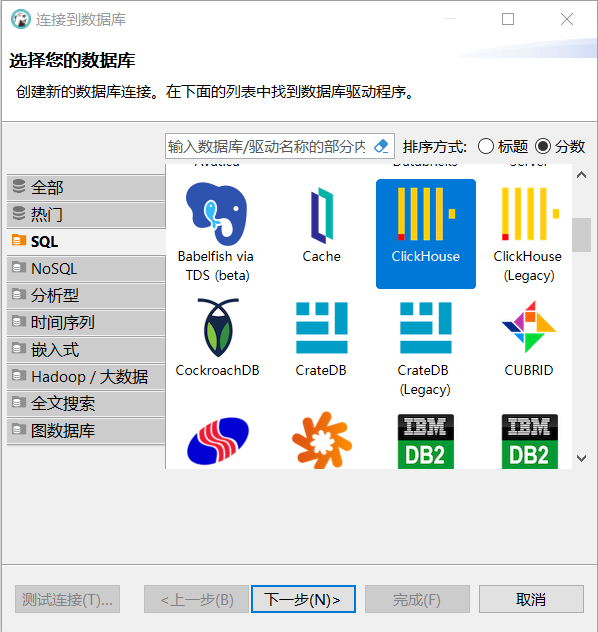 连接到数据库
选择您的数据库
创建新的数据库连接。在下面的列表中找到数据库驱动程序。
输入数据库/驱动名称的部分内
排序方式:
标题
分数
全部
热门
SQL
NoSQL
分析型
时间序列
嵌入式
Hadoop / 大数据
全文搜索
图数据库
Avatica
Databricks
Server
Babelfish via
TDS (beta)
Cache
ClickHouse
ClickHouse
(Legacy)
CockroachDB
CrateDB
CrateDB
(Legacy)
CUBRID
IBM
DB2
IBM
DB2
测试连接(T)...
<上一步(B)
下一步(N)>
完成(F)
取消